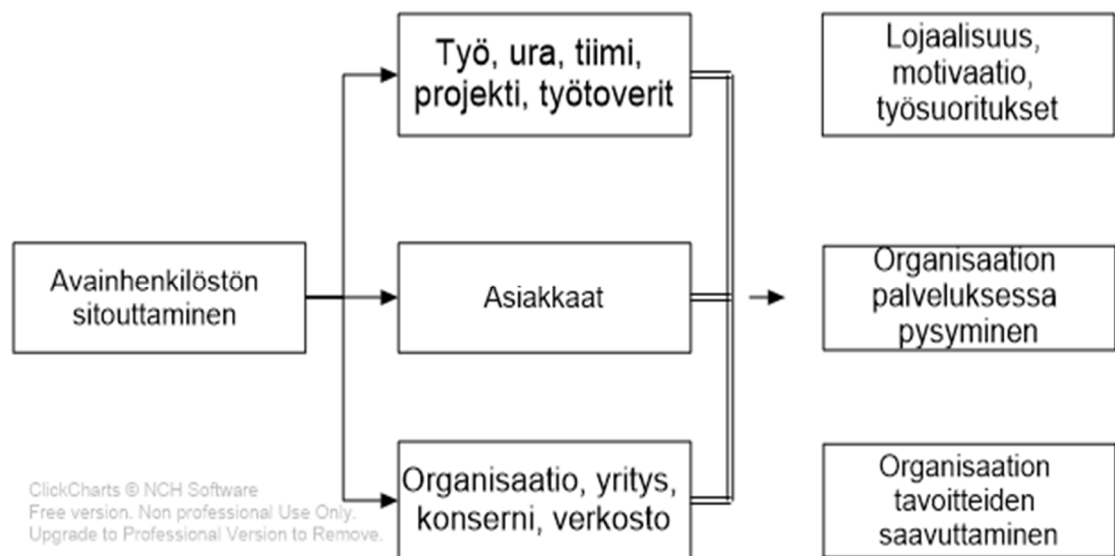 Avainhenkilöstön
sitouttaminen
Työ, ura, tiimi,
projekti, työtoverit
Asiakkaat
Organisaatio, yritys,
konserni, verkosto
Lojaalisuus,
motivaatio,
työsuoritukset
Organisaation
palveluksessa
pysyminen
Organisaation
tavoitteiden
saavuttaminen
ClickCharts © NCH Software
Free version. Non professional Use Only.
Upgrade to Professional Version to Remove.